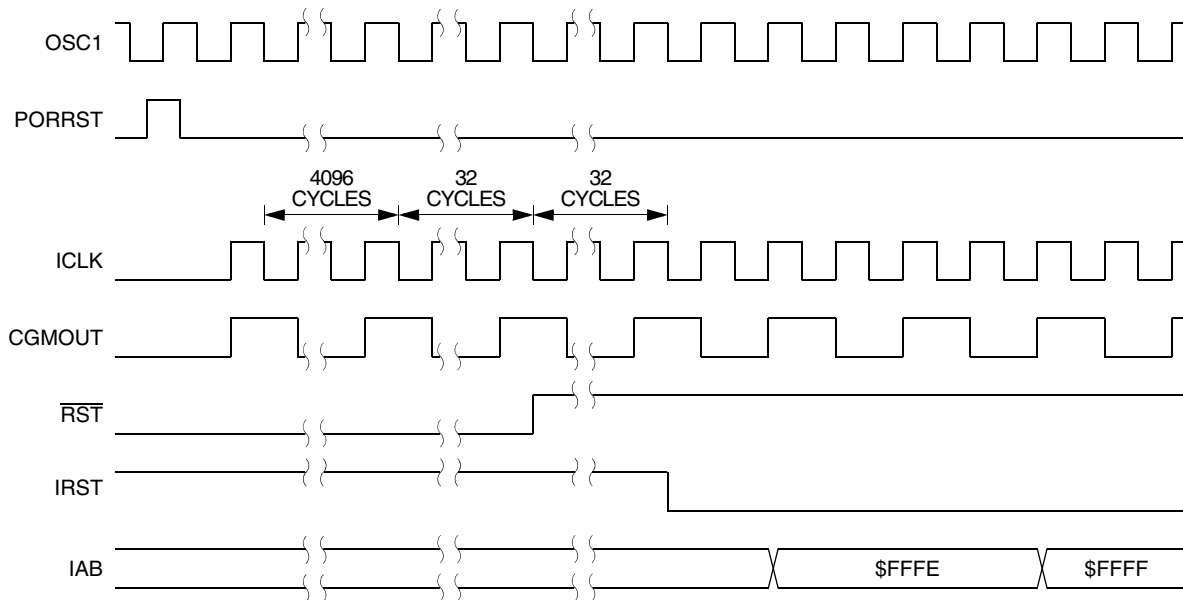 OSC1
PORRST
4096
CYCLES
32
CYCLES
32
CYCLES
ICLK
CGMOUT
RST
IRST
IAB
$FFFE
$FFFF